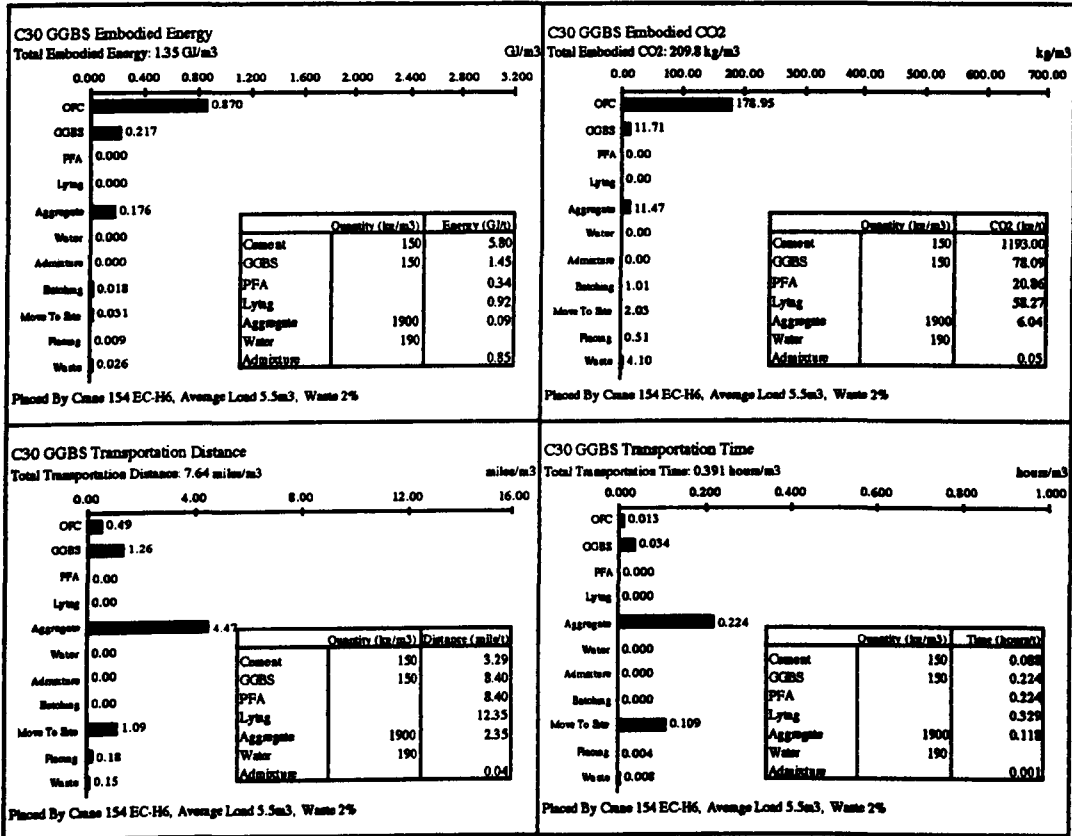 C30 GGBS Embodied Energy
Total Embodied Energy: 1.35 GJ/m3 GJ/m3
0.000 0.400 0.800 1.200 1.600 2.000 2.400 2.800 3.200
OPC 0.870
GGBS 0.217
PFA 0.000
Lytag 0.000
Aggregate 0.176
Water 0.000
Admixture 0.000
Batching 0.018
Move To Site 0.031
Placing 0.009
Waste 0.026
Quantity (kg/m3) Energy (GJ/t)
Cement 150 5.80
GGBS 150 1.45
PFA 0.34
Lytag 0.92
Aggregate 1900 0.09
Water 190
Admixture 0.85
Placed By Crane 154 EC-H6, Average Load 5.5m3, Waste 2%
C30 GGBS Embodied CO2
Total Embodied CO2: 209.8 kg/m3 kg/m3
0.00 100.00 200.00 300.00 400.00 500.00 600.00 700.00
OPC 178.95
GGBS 11.71
PFA 0.00
Lytag 0.00
Aggregate 11.47
Water 0.00
Admixture 0.00
Batching 1.01
Move To Site 2.03
Placing 0.51
Waste 4.10
Quantity (kg/m3) CO2 (kg/t)
Cement 150 1193.00
GGBS 150 78.09
PFA 20.86
Lytag 58.27
Aggregate 1900 6.04
Water 190
Admixture 0.05
Placed By Crane 154 EC-H6, Average Load 5.5m3, Waste 2%
C30 GGBS Transportation Distance
Total Transportation Distance: 7.64 miles/m3 miles/m3
0.00 4.00 8.00 12.00 16.00
OPC 0.49
GGBS 1.26
PFA 0.00
Lytag 0.00
Aggregate 4.47
Water 0.00
Admixture 0.00
Batching 0.00
Move To Site 1.09
Placing 0.18
Waste 0.15
Quantity (kg/m3) Distance (mile/t)
Cement 150 3.29
GGBS 150 8.40
PFA 8.40
Lytag 12.35
Aggregate 1900 2.35
Water 190
Admixture 0.04
Placed By Crane 154 EC-H6, Average Load 5.5m3, Waste 2%
C30 GGBS Transportation Time
Total Transportation Time: 0.391 hours/m3 hours/m3
0.000 0.200 0.400 0.600 0.800 1.000
OPC 0.013
GGBS 0.034
PFA 0.000
Lytag 0.000
Aggregate 0.224
Water 0.000
Admixture 0.000
Batching 0.000
Move To Site 0.109
Placing 0.004
Waste 0.008
Quantity (kg/m3) Time (hours/t)
Cement 150 0.088
GGBS 150 0.224
PFA 0.224
Lytag 0.329
Aggregate 1900 0.118
Water 190
Admixture 0.001
Placed By Crane 154 EC-H6, Average Load 5.5m3, Waste 2%